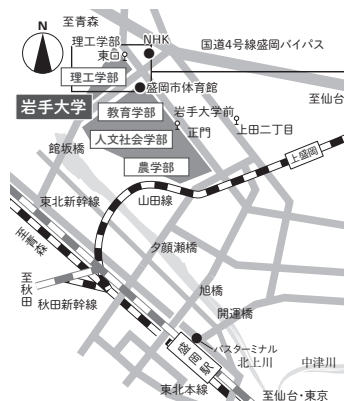 至青森
N
NHK
国道4号線盛岡バイパス
理工学部
東口
理工学部
盛岡市体育館
至仙台
岩手大学
教育学部
岩手大学前
正門
上田二丁目
人文社会学部
館坂橋
農学部
上盛岡
東北新幹線
山田線
至青森
夕顔瀬橋
至秋田
旭橋
秋田新幹線
開運橋
バスターミナル
盛岡駅
北上川
中津川
東北本線
至仙台・東京